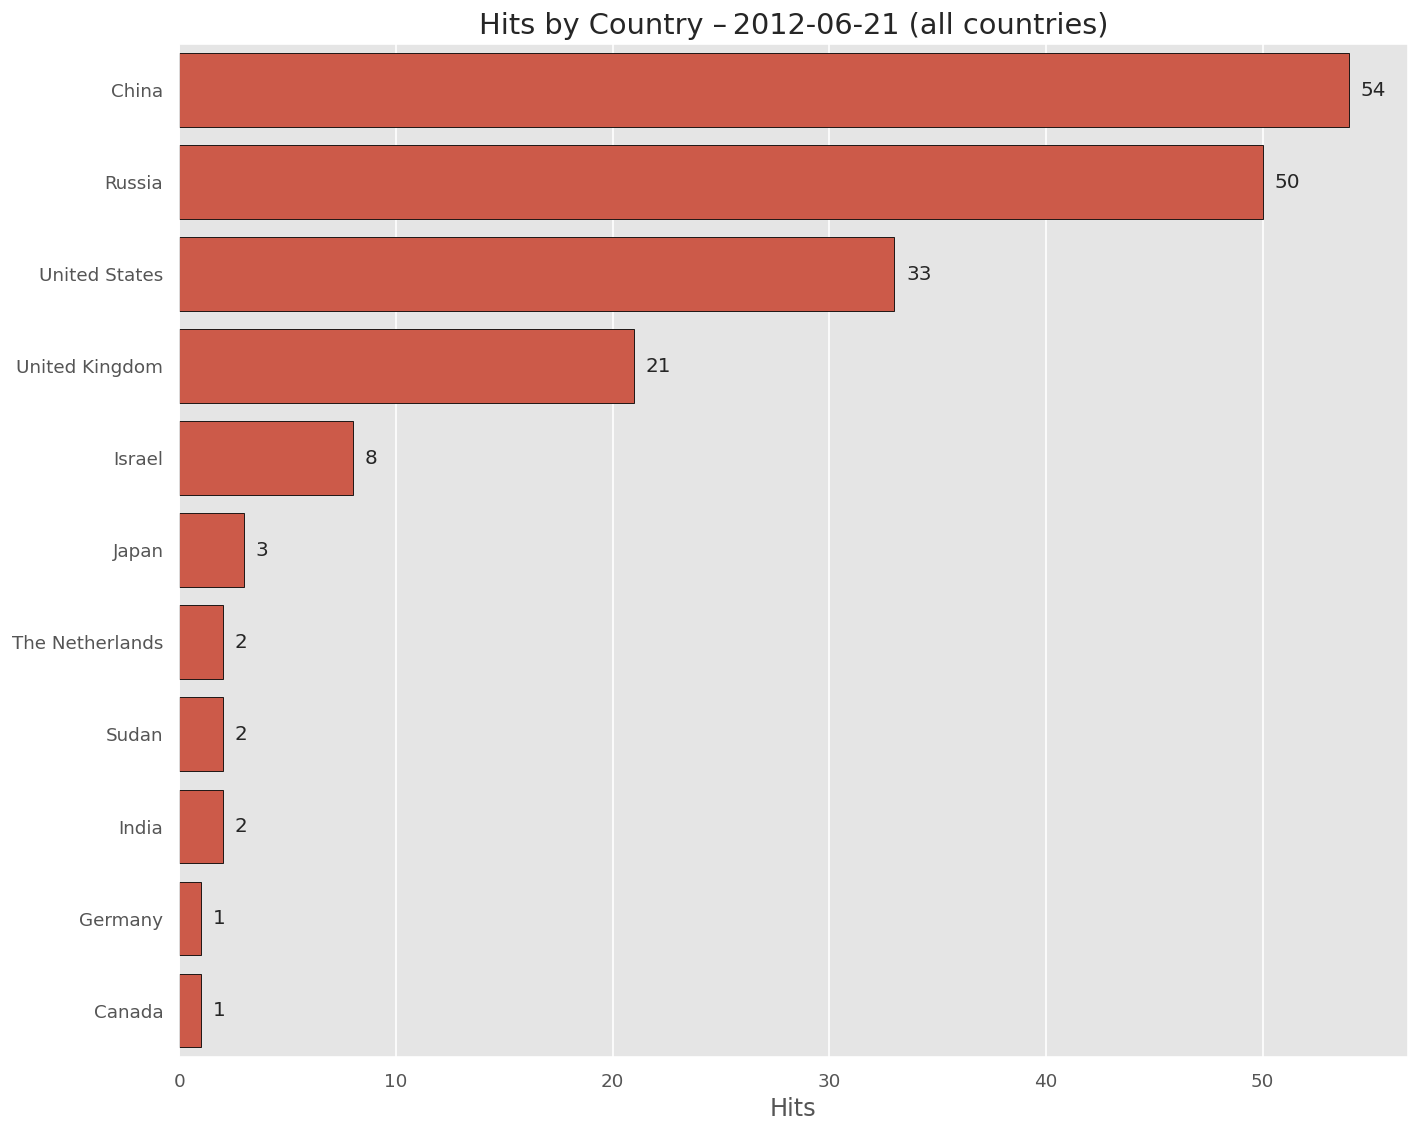 Hits by Country – 2012-06-21 (all countries)
China 54
Russia 50
United States 33
United Kingdom 21
Israel 8
Japan 3
The Netherlands 2
Sudan 2
India 2
Germany 1
Canada 1
0 10 20 30 40 50
Hits